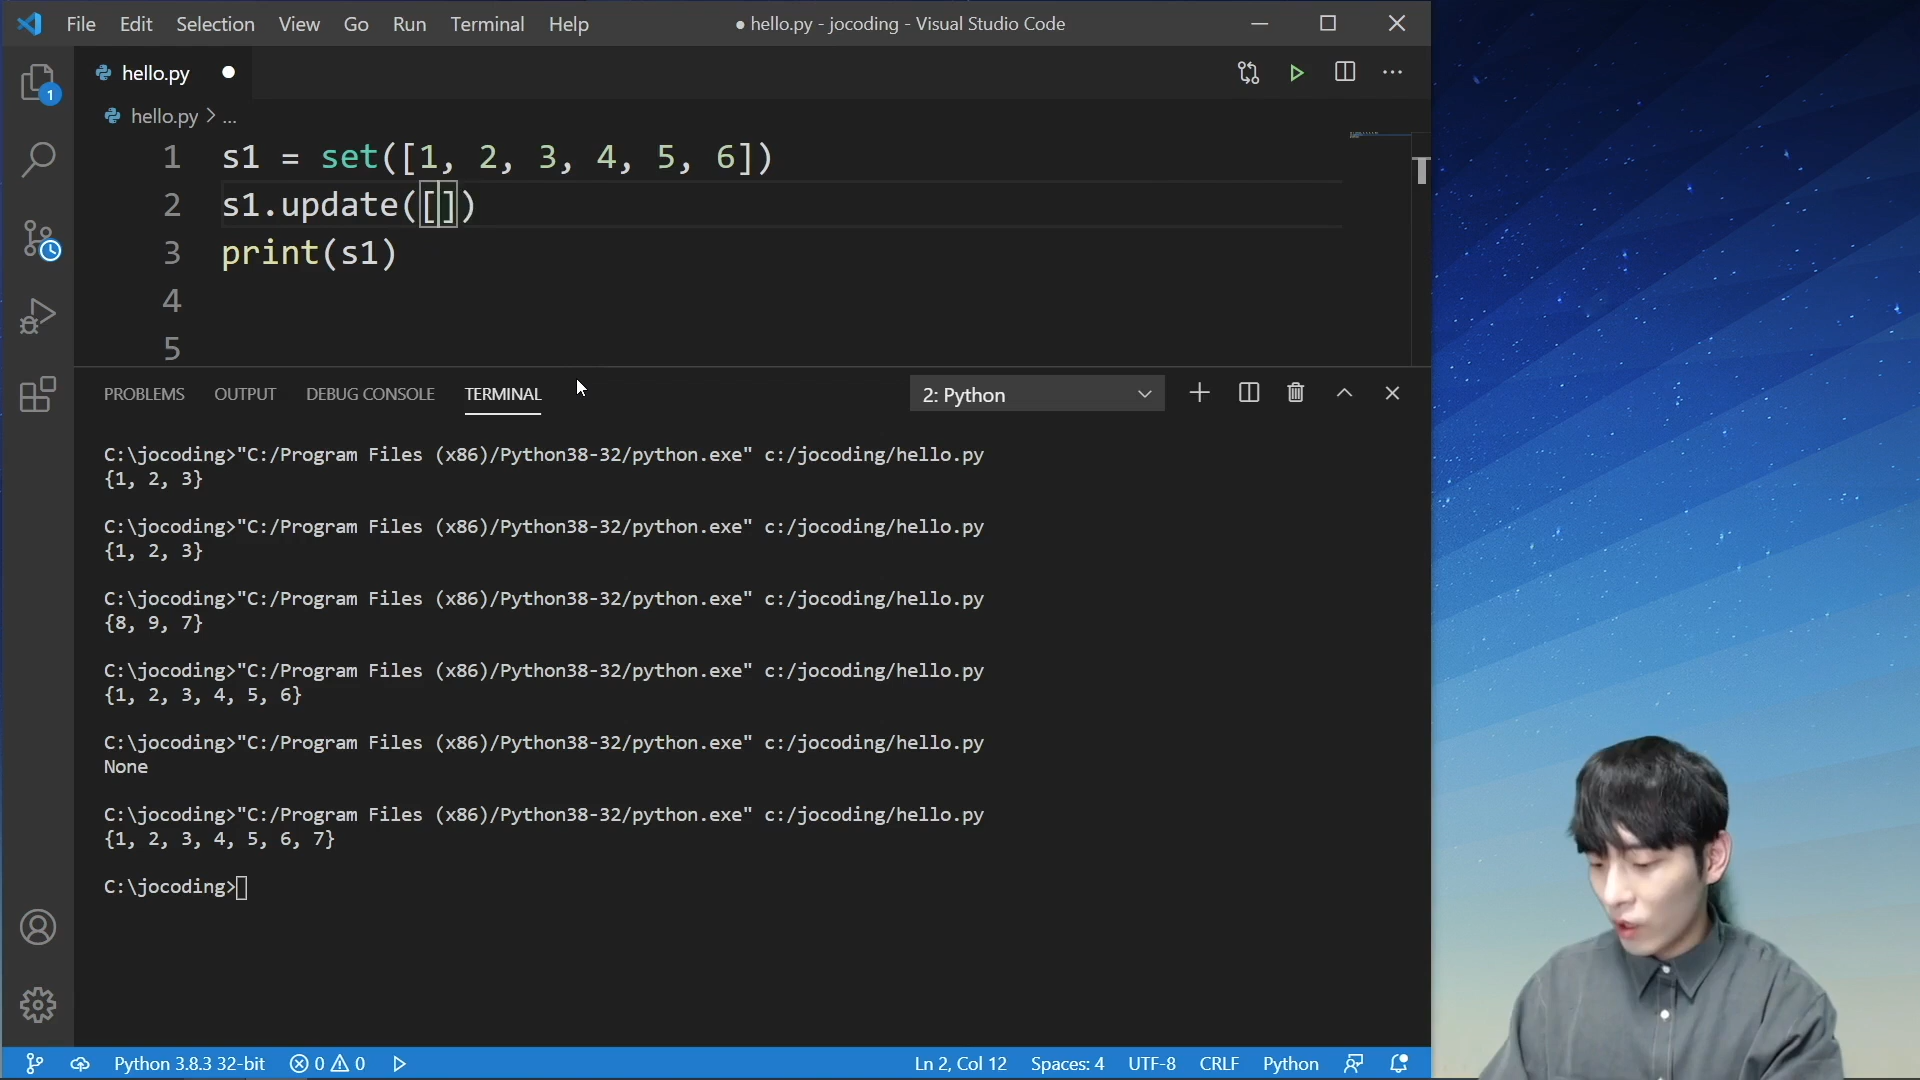 File Edit Selection View Go Run Terminal Help ● hello.py - jocoding - Visual Studio Code
hello.py
1
hello.py > ...
1 s1 = set([1, 2, 3, 4, 5, 6])
2 s1.update([])
3 print(s1)
4
5
PROBLEMS OUTPUT DEBUG CONSOLE TERMINAL 2: Python
C:\jocoding>"C:/Program Files (x86)/Python38-32/python.exe" c:/jocoding/hello.py
{1, 2, 3}
C:\jocoding>"C:/Program Files (x86)/Python38-32/python.exe" c:/jocoding/hello.py
{1, 2, 3}
C:\jocoding>"C:/Program Files (x86)/Python38-32/python.exe" c:/jocoding/hello.py
{8, 9, 7}
C:\jocoding>"C:/Program Files (x86)/Python38-32/python.exe" c:/jocoding/hello.py
{1, 2, 3, 4, 5, 6}
C:\jocoding>"C:/Program Files (x86)/Python38-32/python.exe" c:/jocoding/hello.py
None
C:\jocoding>"C:/Program Files (x86)/Python38-32/python.exe" c:/jocoding/hello.py
{1, 2, 3, 4, 5, 6, 7}
C:\jocoding>
Python 3.8.3 32-bit 0 0 Ln 2, Col 12 Spaces: 4 UTF-8 CRLF Python